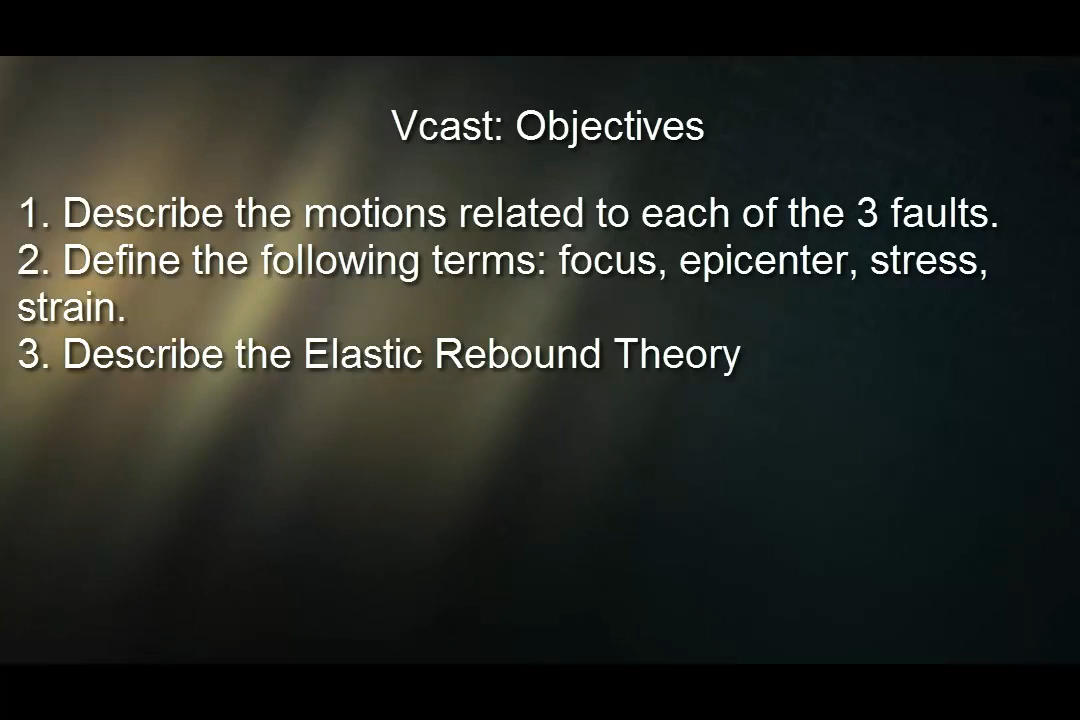 Vcast: Objectives
1. Describe the motions related to each of the 3 faults.
2. Define the following terms: focus, epicenter, stress,
strain.
3. Describe the Elastic Rebound Theory